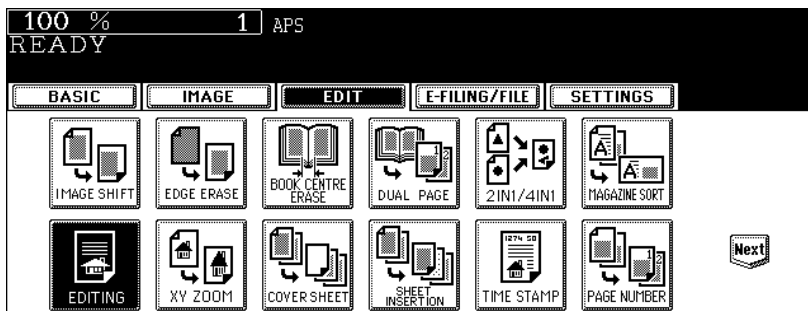 100 % 1 APS
READY
BASIC IMAGE EDIT E-FILING/FILE SETTINGS
IMAGE SHIFT
EDGE ERASE
BOOK CENTRE
ERASE
DUAL PAGE
2IN1/4IN1
MAGAZINE SORT
EDITING
XY ZOOM
COVER SHEET
SHEET
INSERTION
TIME STAMP
PAGE NUMBER
Next